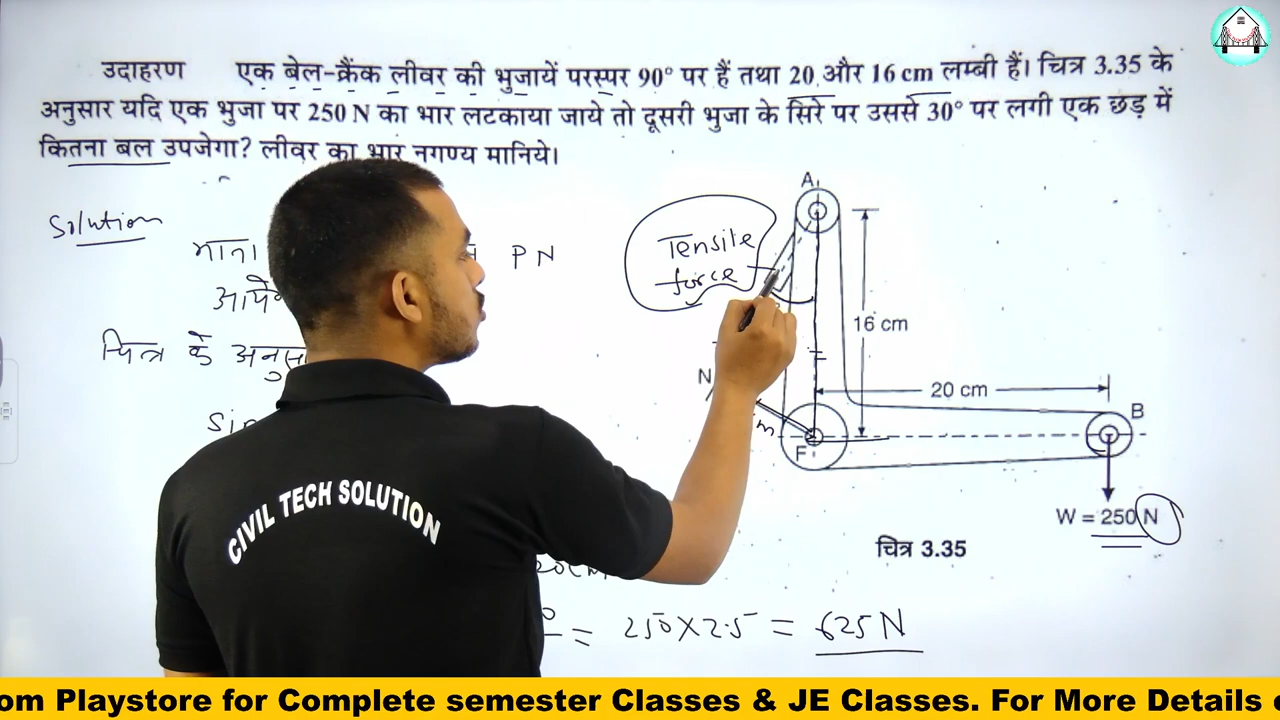 उदाहरण एक बेल-क्रैंक लीवर की भुजायें परस्पर 90° पर हैं तथा 20 और 16 cm लम्बी हैं। चित्र 3.35 के
अनुसार यदि एक भुजा पर 250 N का भार लटकाया जाये तो दूसरी भुजा के सिरे पर उससे 30° पर लगी एक छड़ में
कितना बल उपजेगा? लीवर का भार नगण्य मानिये।
Solution
माना
PN
चित्र के
Tensile
force
A
16 cm
20 cm
N
B
F
W = 250 N
चित्र 3.35
CIVIL TECH SOLUTION
= 250 × 2.5 = 625 N
om Playstore for Complete semester Classes & JE Classes. For More Details